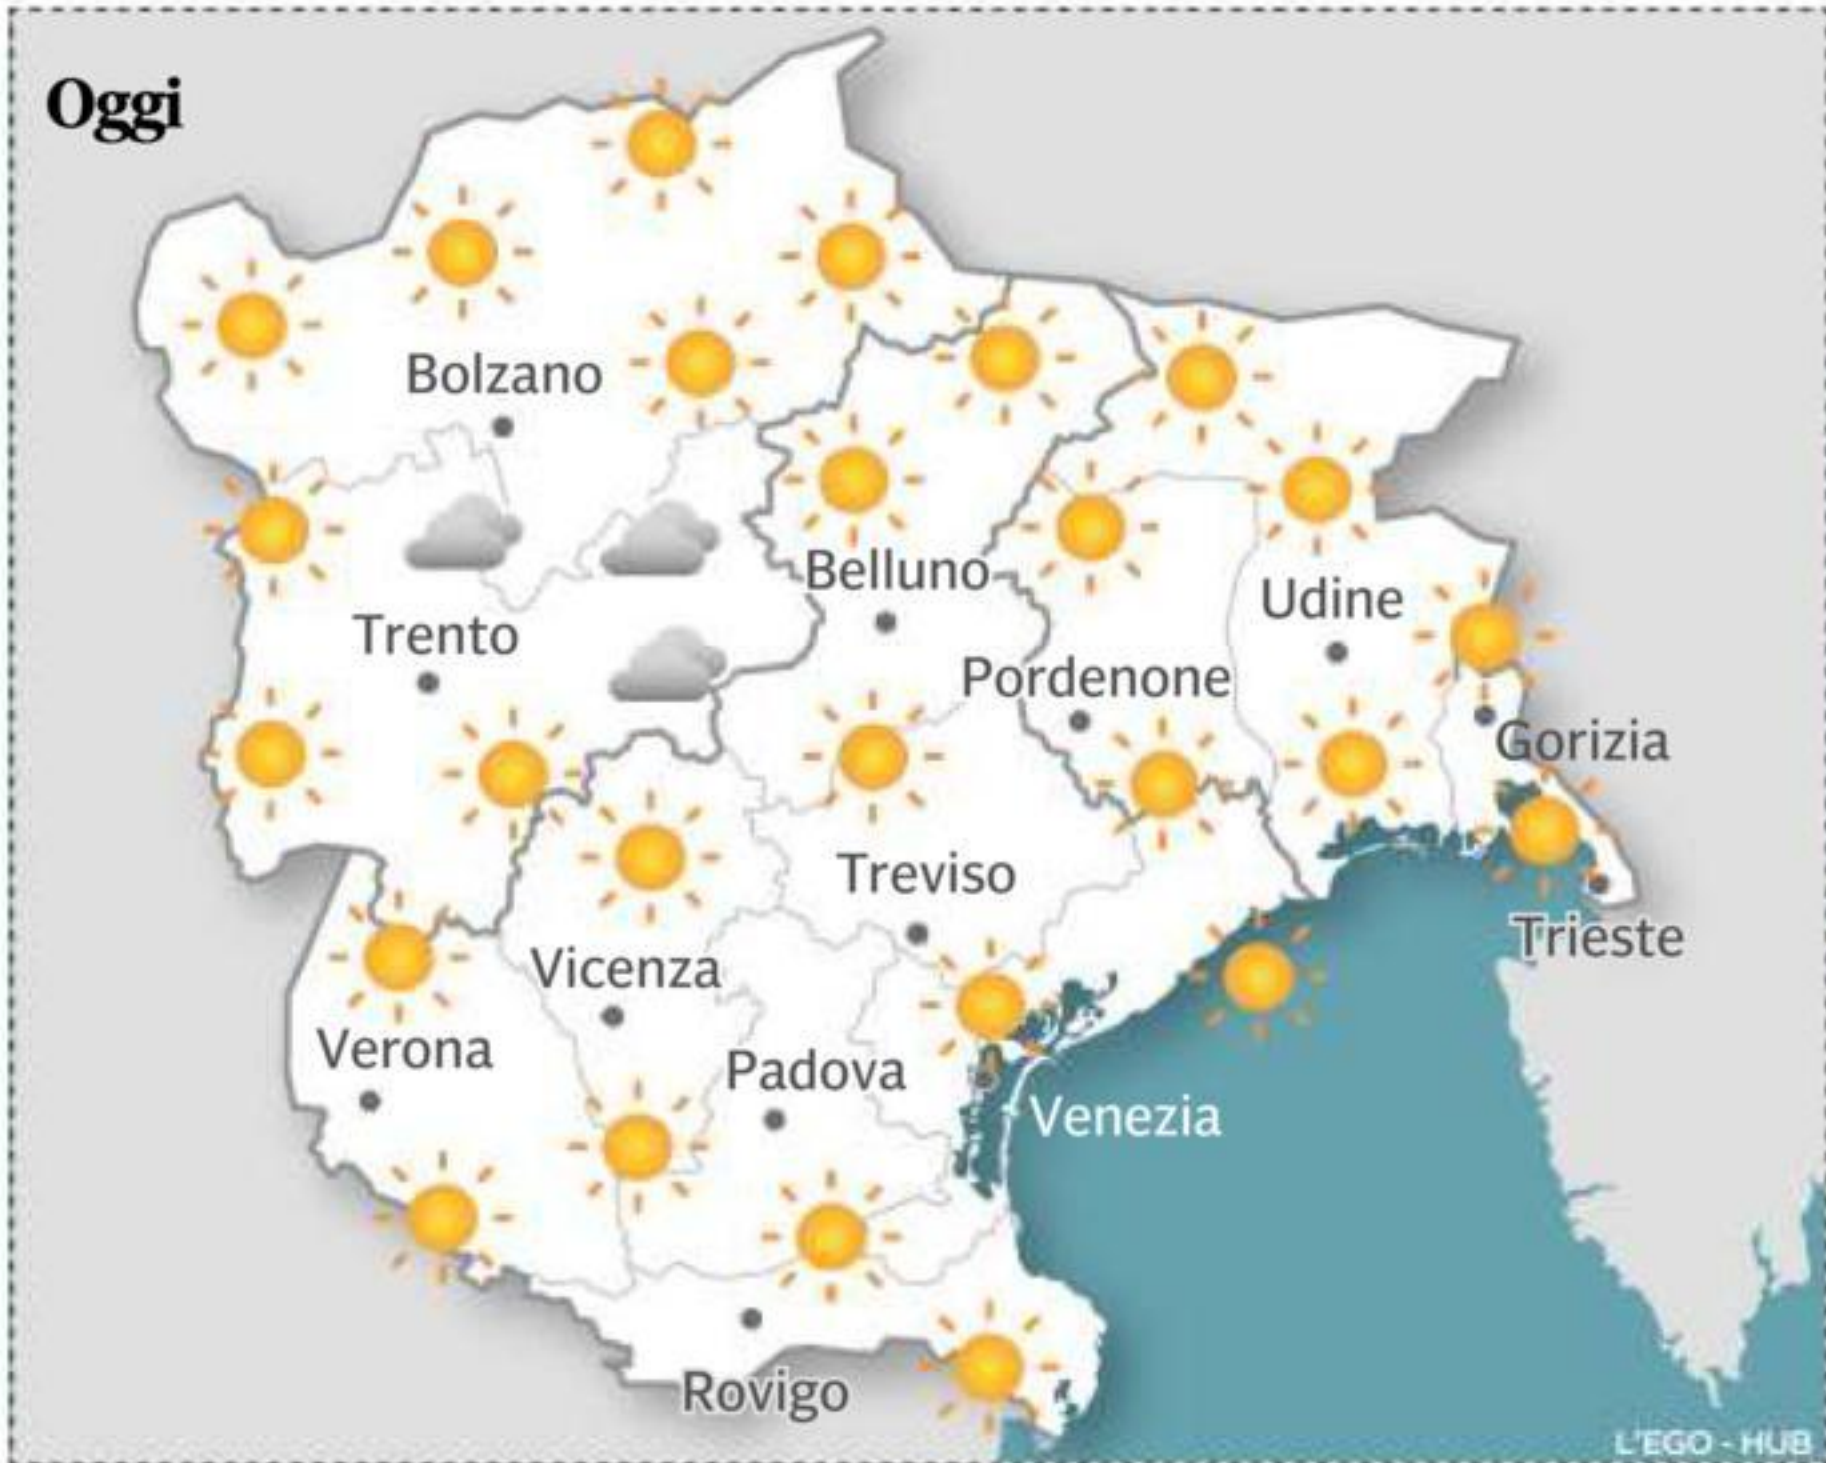 Oggi
Bolzano
Belluno
Udine
Trento
Pordenone
Gorizia
Treviso
Trieste
Vicenza
Verona
Padova
Venezia
Rovigo
L'EGO - HUB